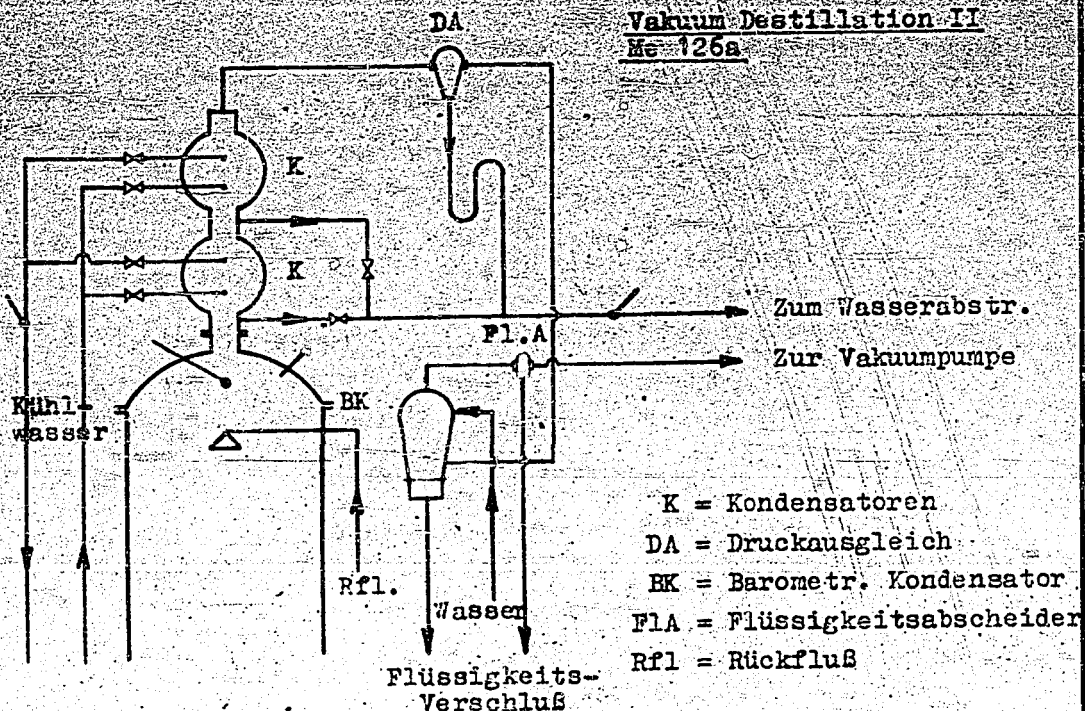 DA
Vakuum Destillation II
Me 126a
K
K
Zum Wasserabstr.
Fl.A
Zur Vakuumpumpe
Kühl
wasser
BK
K = Kondensatoren
DA = Druckausgleich
BK = Barometr. Kondensator
FlA = Flüssigkeitsabscheider
Rfl = Rückfluß
Rfl.
Wasser
Flüssigkeits-
Verschluß